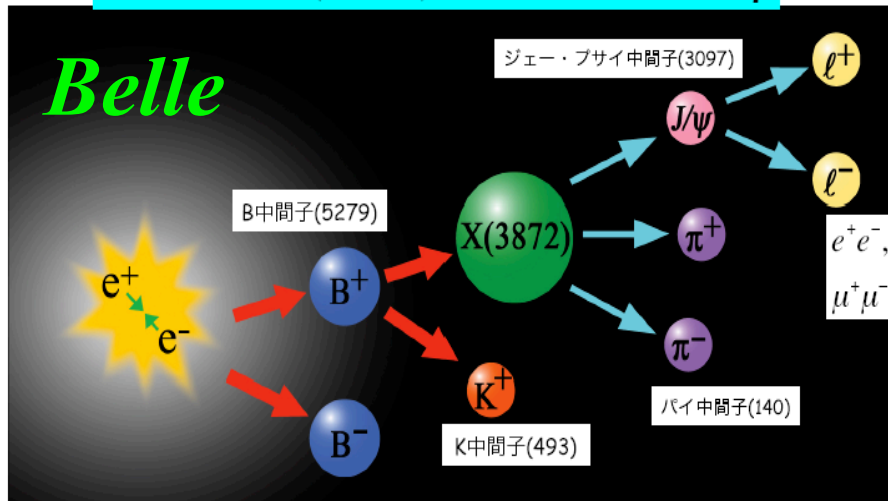 Belle
ジェー・プサイ中間子(3097)
ℓ+
J/ψ
ℓ-
B中間子(5279)
X(3872)
π+
e+e-,
μ+μ-
e+
e-
B+
π-
K+
パイ中間子(140)
B-
K中間子(493)